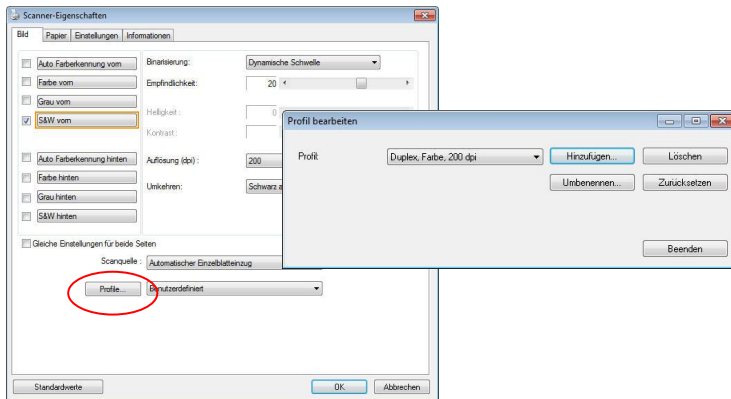 Scanner-Eigenschaften
Bild Papier Einstellungen Informationen
Auto Farberkennung vorn
Farbe vorn
Grau vorn
S&W vorn
Auto Farberkennung hinten
Farbe hinten
Grau hinten
S&W hinten
Binarisierung: Dynamische Schwelle
Empfindlichkeit: 20
Helligkeit : 0
Kontrast :
Auflösung (dpi) : 200
Umkehren: Schwarz a
Gleiche Einstellungen für beide Seiten
Scanquelle : Automatischer Einzelblatteinzug
Profile... Benutzerdefiniert
Standardwerte OK Abbrechen
Profil bearbeiten
Profil: Duplex, Farbe, 200 dpi Hinzufügen... Löschen
Umbenennen... Zurücksetzen
Beenden